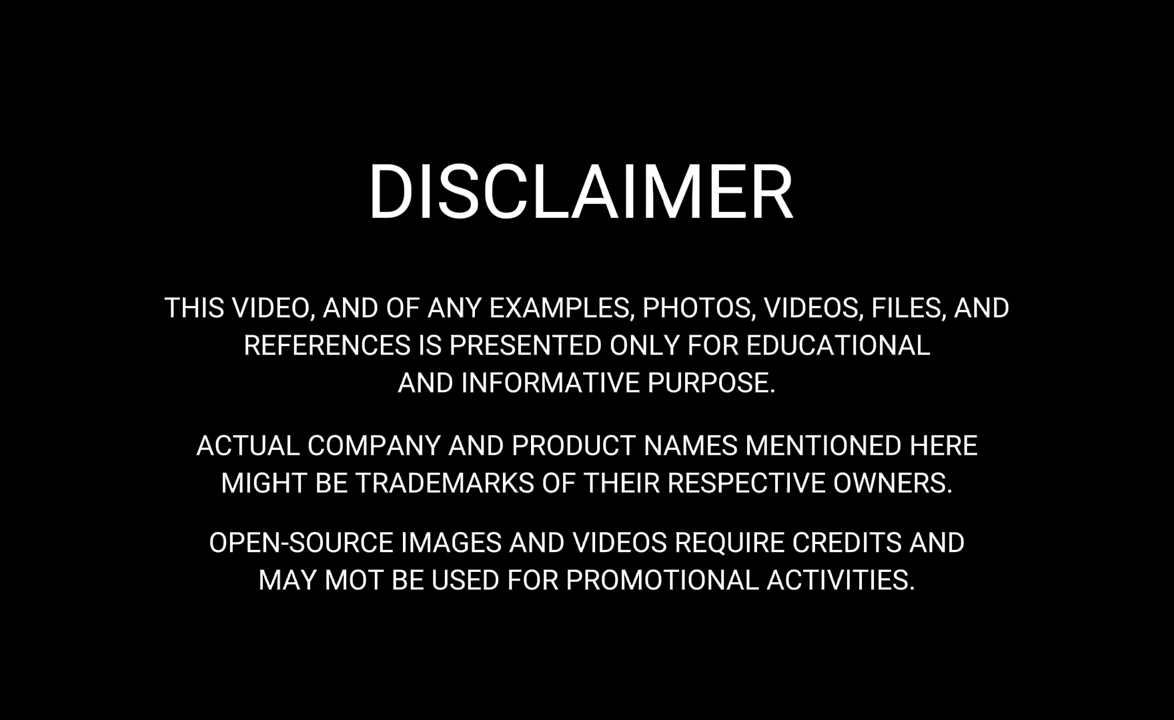 DISCLAIMER
THIS VIDEO, AND OF ANY EXAMPLES, PHOTOS, VIDEOS, FILES, AND
REFERENCES IS PRESENTED ONLY FOR EDUCATIONAL
AND INFORMATIVE PURPOSE.
ACTUAL COMPANY AND PRODUCT NAMES MENTIONED HERE
MIGHT BE TRADEMARKS OF THEIR RESPECTIVE OWNERS.
OPEN-SOURCE IMAGES AND VIDEOS REQUIRE CREDITS AND
MAY MOT BE USED FOR PROMOTIONAL ACTIVITIES.